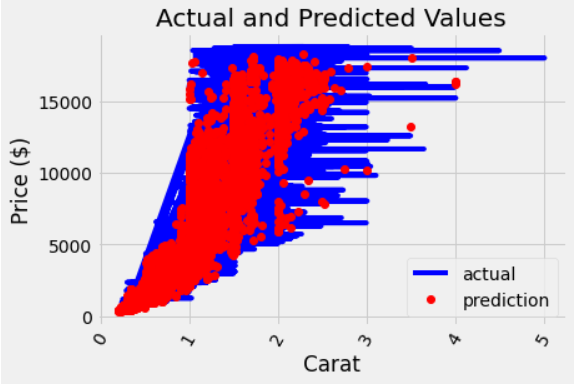 Actual and Predicted Values
Price ($)
15000
10000
5000
0
actual
prediction
0 1 2 3 4 5
Carat